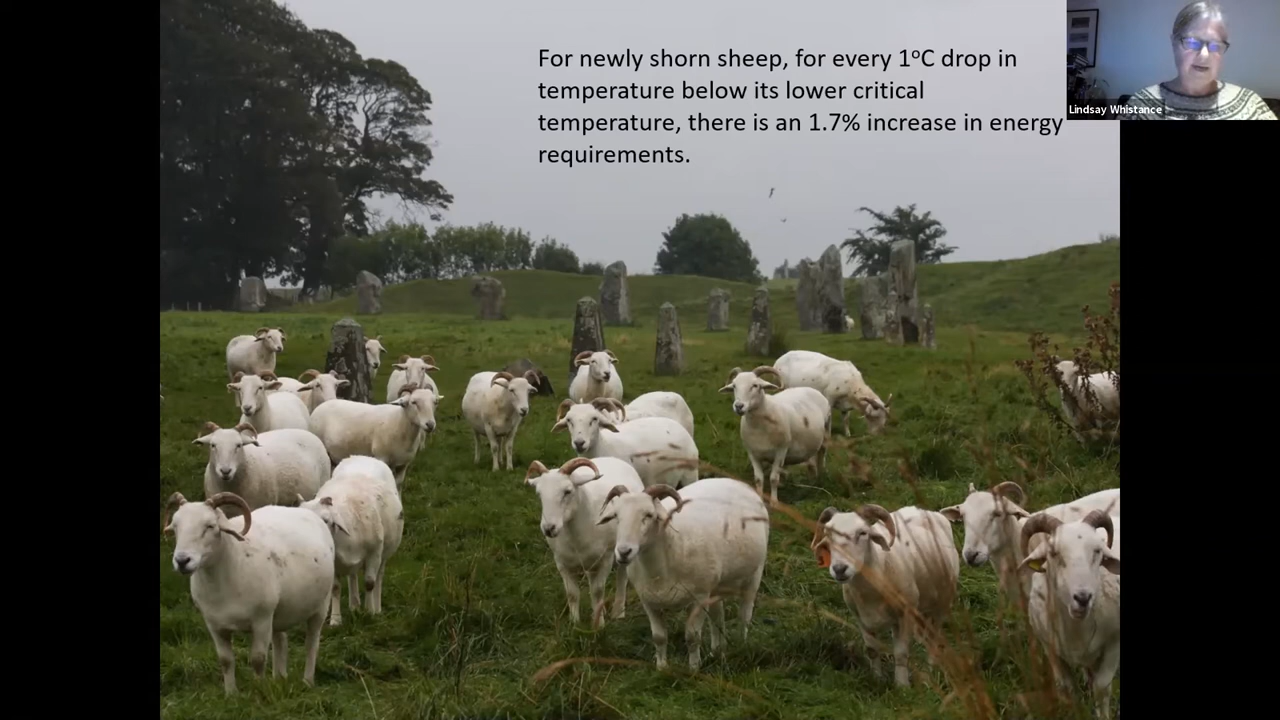 For newly shorn sheep, for every 1°C drop in
temperature below its lower critical
temperature, there is an 1.7% increase in energy
requirements.
Lindsay Whistance